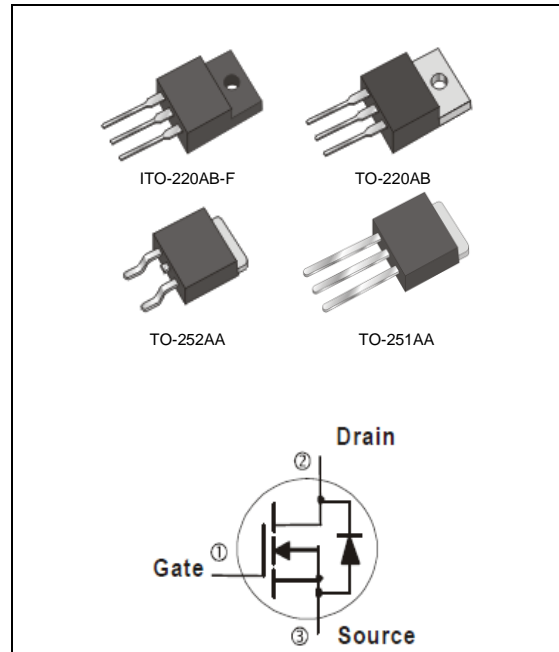 ITO-220AB-F
TO-220AB
TO-252AA
TO-251AA
Drain
②
①
Gate
③
Source